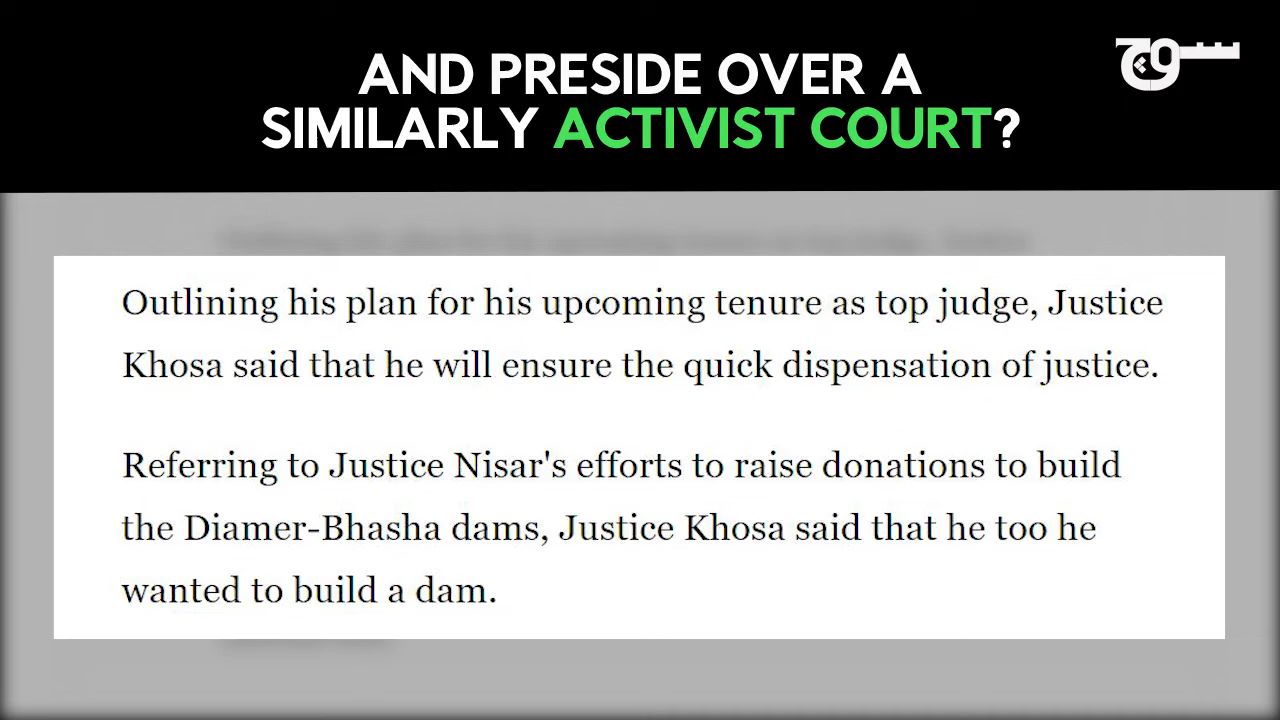 AND PRESIDE OVER A
SIMILARLY ACTIVIST COURT?
Outlining his plan for his upcoming tenure as top judge, Justice
Khosa said that he will ensure the quick dispensation of justice.
Referring to Justice Nisar's efforts to raise donations to build
the Diamer-Bhasha dams, Justice Khosa said that he too he
wanted to build a dam.